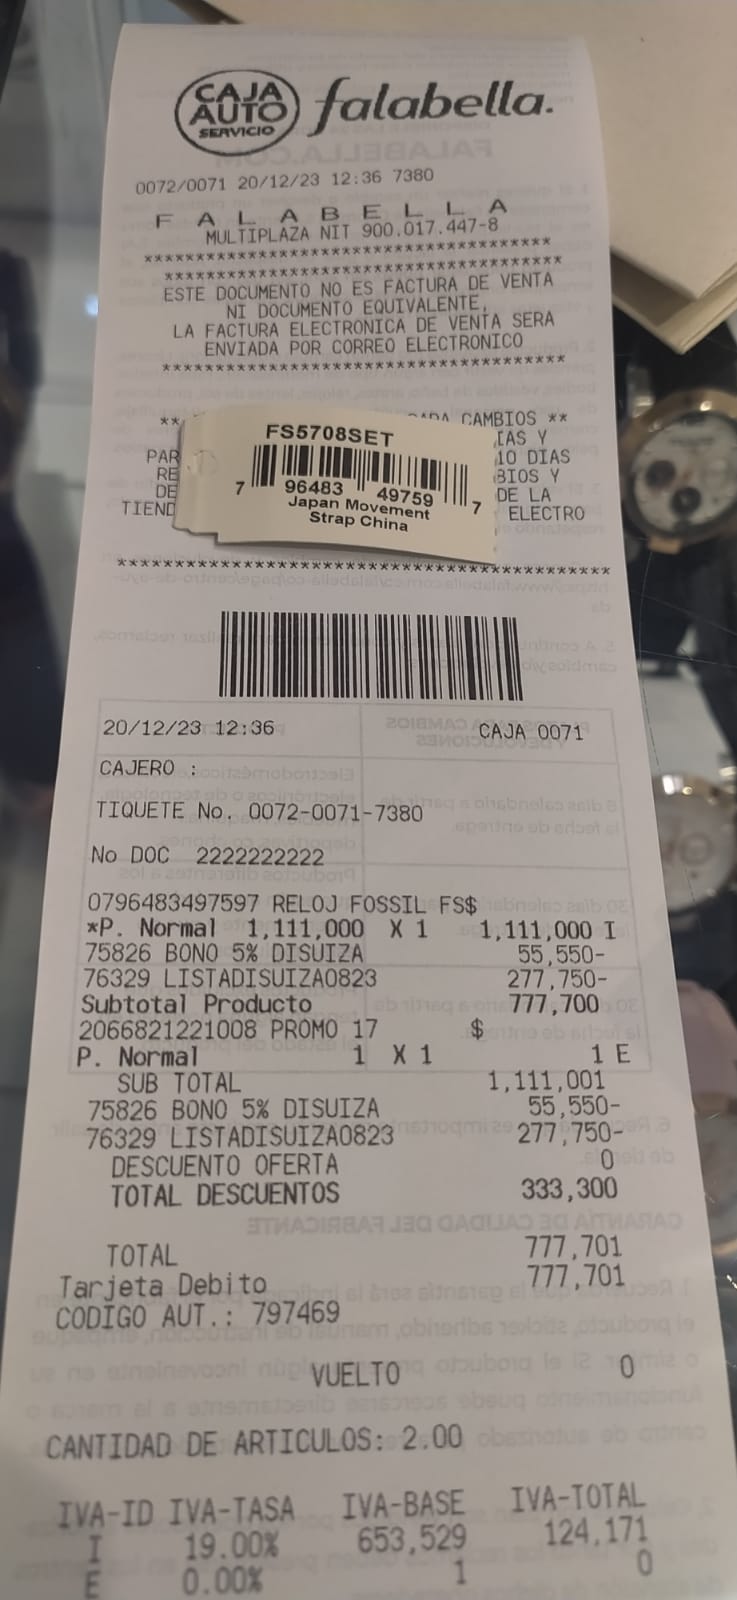 CAJA AUTO SERVICIO falabella.
0072/0071 20/12/23 12:36 7380
F A L A B E L L A
MULTIPLAZA NIT 900.017.447-8
****************************************
****************************************
ESTE DOCUMENTO NO ES FACTURA DE VENTA
NI DOCUMENTO EQUIVALENTE,
LA FACTURA ELECTRONICA DE VENTA SERA
ENVIADA POR CORREO ELECTRONICO
****************************************
** CAMBIOS **
IAS Y
PAR 10 DIAS
RE BIOS Y
DE DE LA
TIEND ELECTRO
FS5708SET
7 96483 49759 7
Japan Movement
Strap China
************************************************
20/12/23 12:36 CAJA 0071
CAJERO :
TIQUETE No. 0072-0071-7380
No DOC 2222222222
0796483497597 RELOJ FOSSIL FS$
*P. Normal 1,111,000 X 1 1,111,000 I
75826 BONO 5% DISUIZA 55,550-
76329 LISTADISUIZA0823 277,750-
Subtotal Producto 777,700
2066821221008 PROMO 17 $
P. Normal 1 X 1 1 E
SUB TOTAL 1,111,001
75826 BONO 5% DISUIZA 55,550-
76329 LISTADISUIZA0823 277,750-
DESCUENTO OFERTA 0
TOTAL DESCUENTOS 333,300
TOTAL 777,701
Tarjeta Debito 777,701
CODIGO AUT.: 797469
VUELTO 0
CANTIDAD DE ARTICULOS: 2.00
IVA-ID IVA-TASA IVA-BASE IVA-TOTAL
I 19.00% 653,529 124,171
E 0.00% 1 0